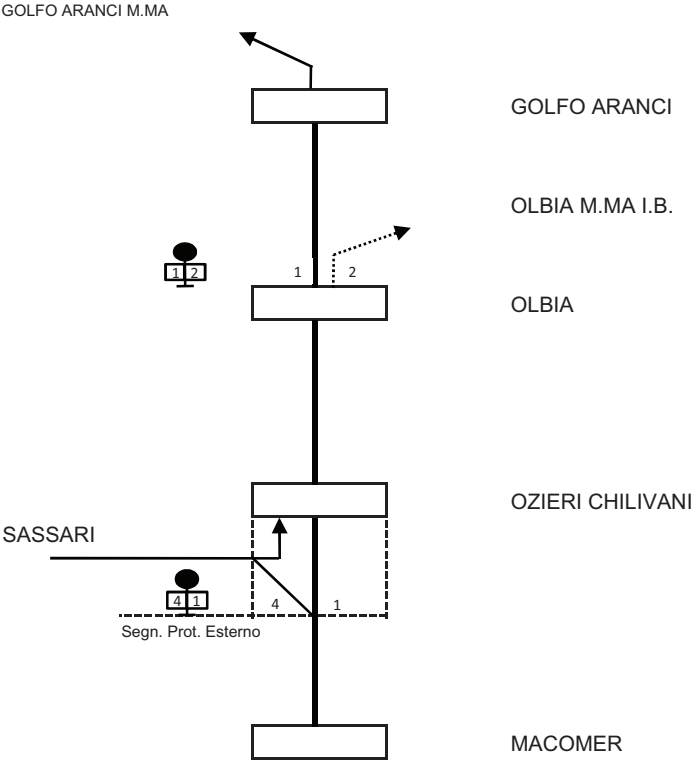 GOLFO ARANCI M.MA
GOLFO ARANCI
OLBIA M.MA I.B.
1 2
1 2
OLBIA
OZIERI CHILIVANI
SASSARI
4 1
4 1
Segn. Prot. Esterno
MACOMER